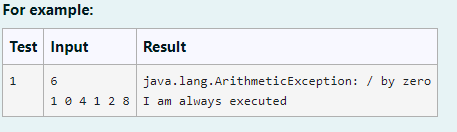 For example:
Test Input Result
1 6 java.lang.ArithmeticException: / by zero
1 0 4 1 2 8 I am always executed